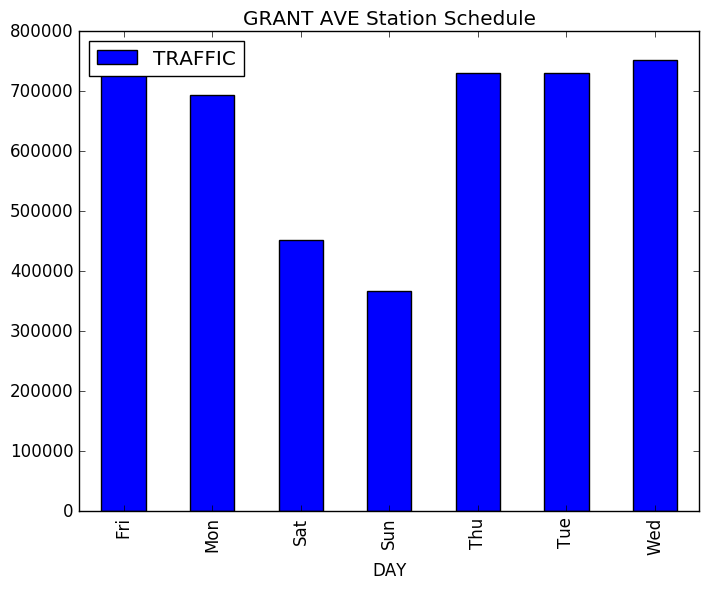 GRANT AVE Station Schedule
TRAFFIC
800000
700000
600000
500000
400000
300000
200000
100000
0
Fri
Mon
Sat
Sun
Thu
Tue
Wed
DAY